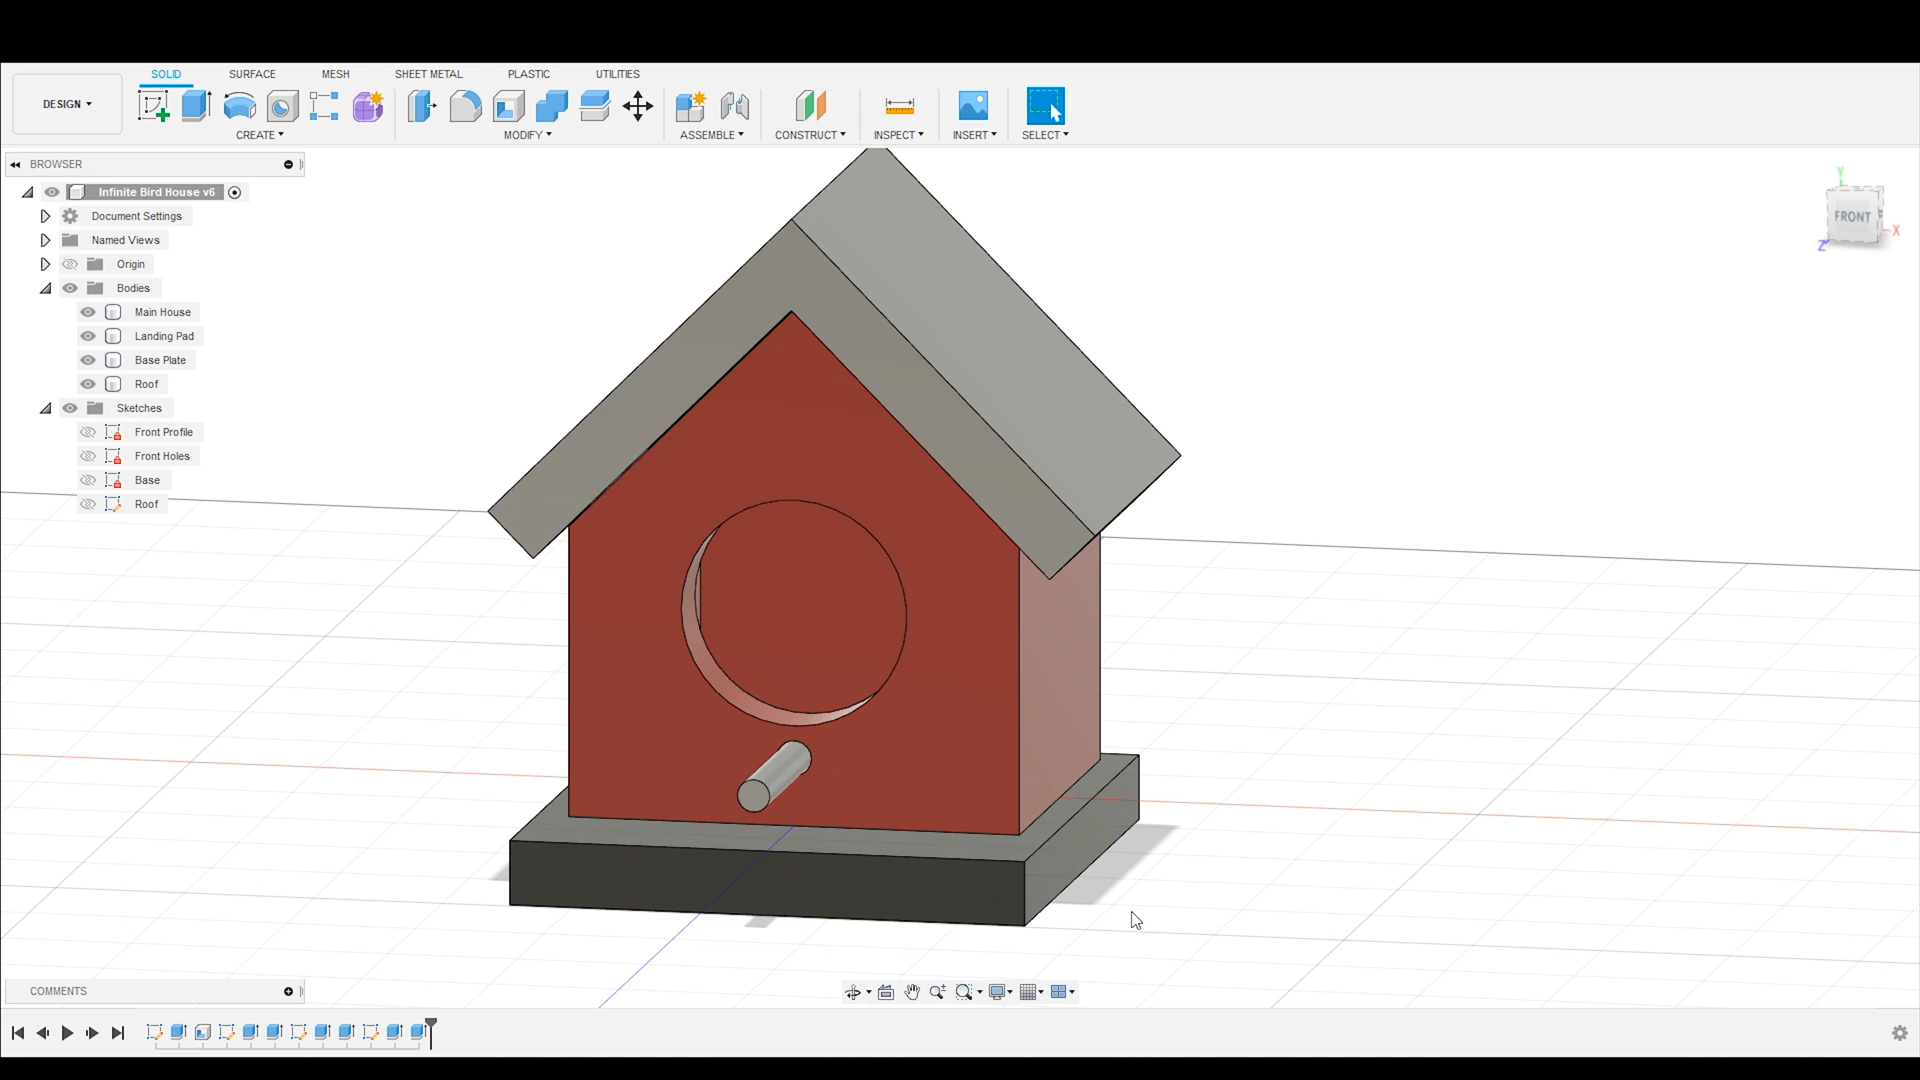 SOLID SURFACE MESH SHEET METAL PLASTIC UTILITIES
DESIGN
CREATE MODIFY ASSEMBLE CONSTRUCT INSPECT INSERT SELECT
BROWSER
Infinite Bird House v6
Document Settings
Named Views
Origin
Bodies
Main House
Landing Pad
Base Plate
Roof
Sketches
Front Profile
Front Holes
Base
Roof
Y
FRONT
X
Z
COMMENTS